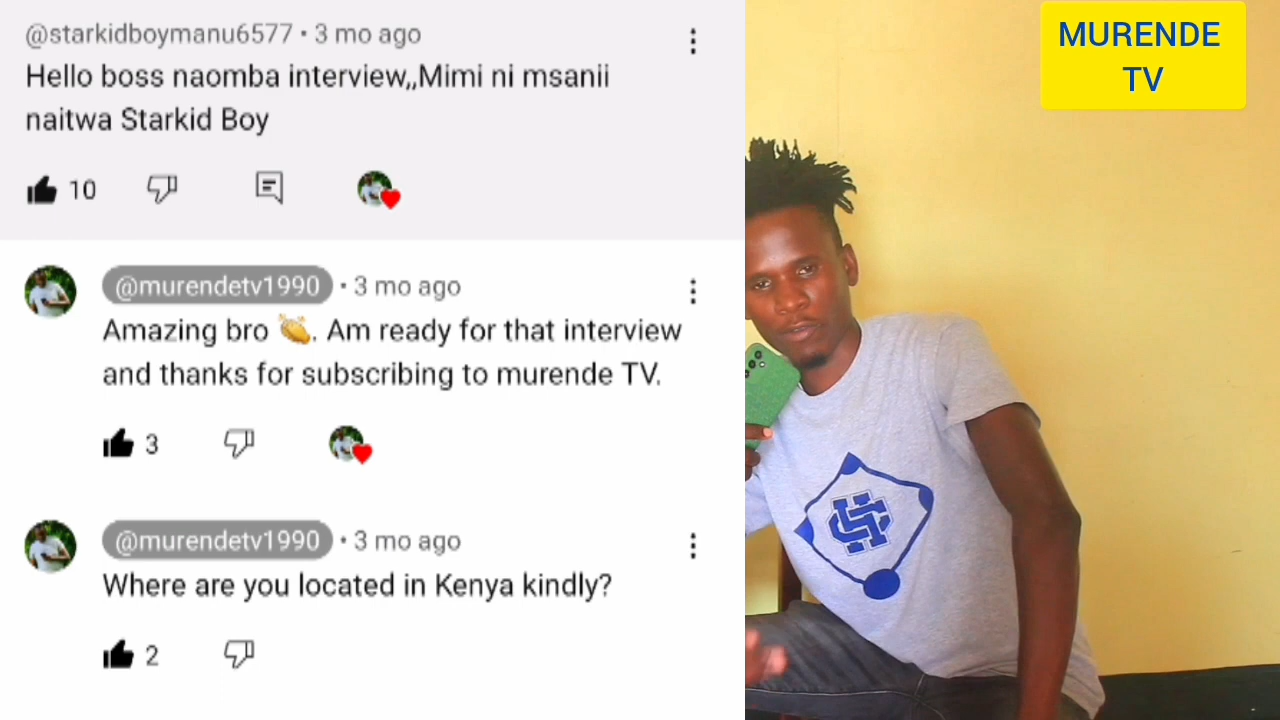 @starkidboymanu6577 • 3 mo ago
Hello boss naomba interview,,Mimi ni msanii
naitwa Starkid Boy
10
@murendetv1990 • 3 mo ago
Amazing bro 👏. Am ready for that interview
and thanks for subscribing to murende TV.
3
@murendetv1990 • 3 mo ago
Where are you located in Kenya kindly?
2
MURENDE
TV